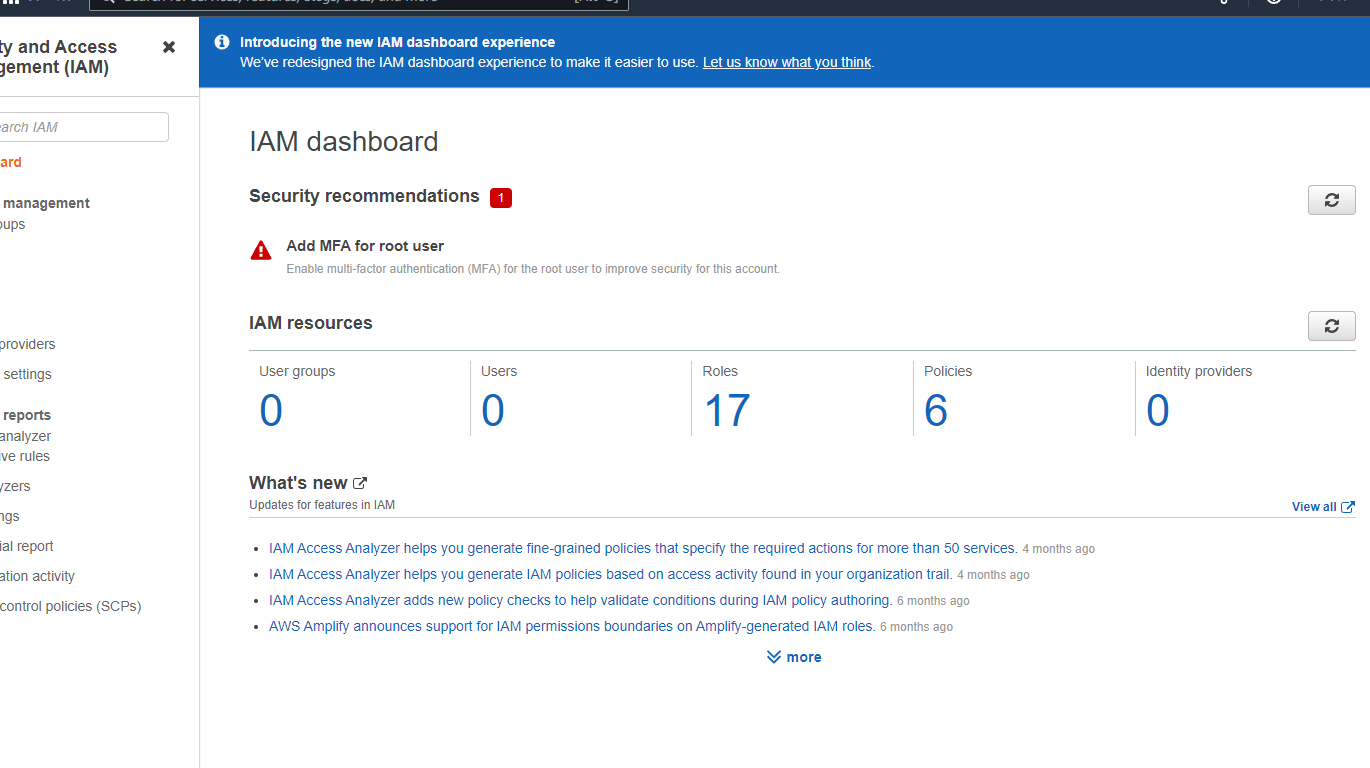 ty and Access
gement (IAM)
Introducing the new IAM dashboard experience
We've redesigned the IAM dashboard experience to make it easier to use. Let us know what you think.
earch IAM
ard
management
oups
providers
settings
reports
analyzer
ive rules
yzers
ngs
ial report
ation activity
control policies (SCPs)
IAM dashboard
Security recommendations 1
Add MFA for root user
Enable multi-factor authentication (MFA) for the root user to improve security for this account.
IAM resources
User groups
0
Users
0
Roles
17
Policies
6
Identity providers
0
What's new
Updates for features in IAM
View all
IAM Access Analyzer helps you generate fine-grained policies that specify the required actions for more than 50 services. 4 months ago
IAM Access Analyzer helps you generate IAM policies based on access activity found in your organization trail. 4 months ago
IAM Access Analyzer adds new policy checks to help validate conditions during IAM policy authoring. 6 months ago
AWS Amplify announces support for IAM permissions boundaries on Amplify-generated IAM roles. 6 months ago
more